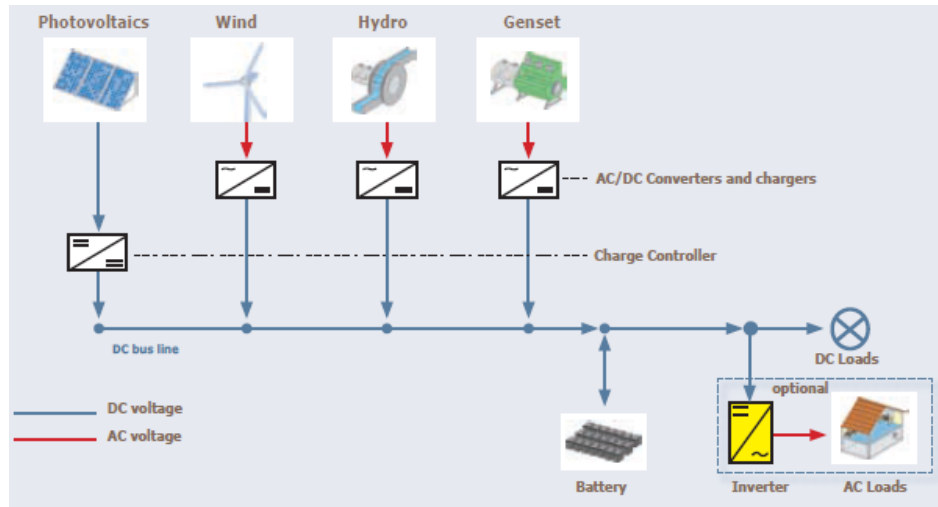 Photovoltaics
Wind
Hydro
Genset
AC/DC Converters and chargers
Charge Controller
DC bus line
DC Loads
optional
DC voltage
AC voltage
Battery
Inverter
AC Loads